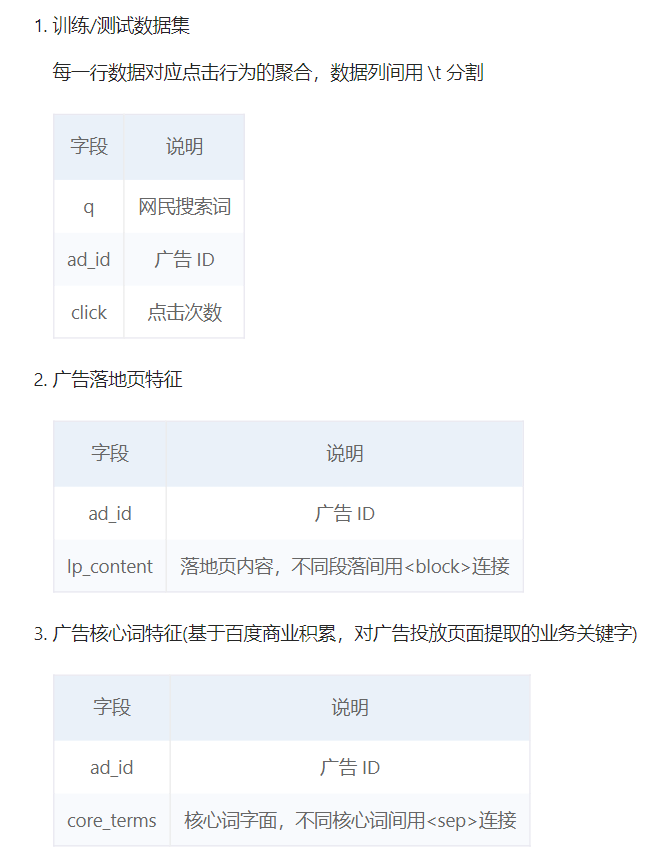 1. 训练/测试数据集
每一行数据对应点击行为的聚合，数据列间用 \t 分割
字段 说明
q 网民搜索词
ad_id 广告 ID
click 点击次数
2. 广告落地页特征
字段 说明
ad_id 广告 ID
lp_content 落地页内容，不同段落间用<block>连接
3. 广告核心词特征(基于百度商业积累，对广告投放页面提取的业务关键字)
字段 说明
ad_id 广告 ID
core_terms 核心词字面，不同核心词间用<sep>连接